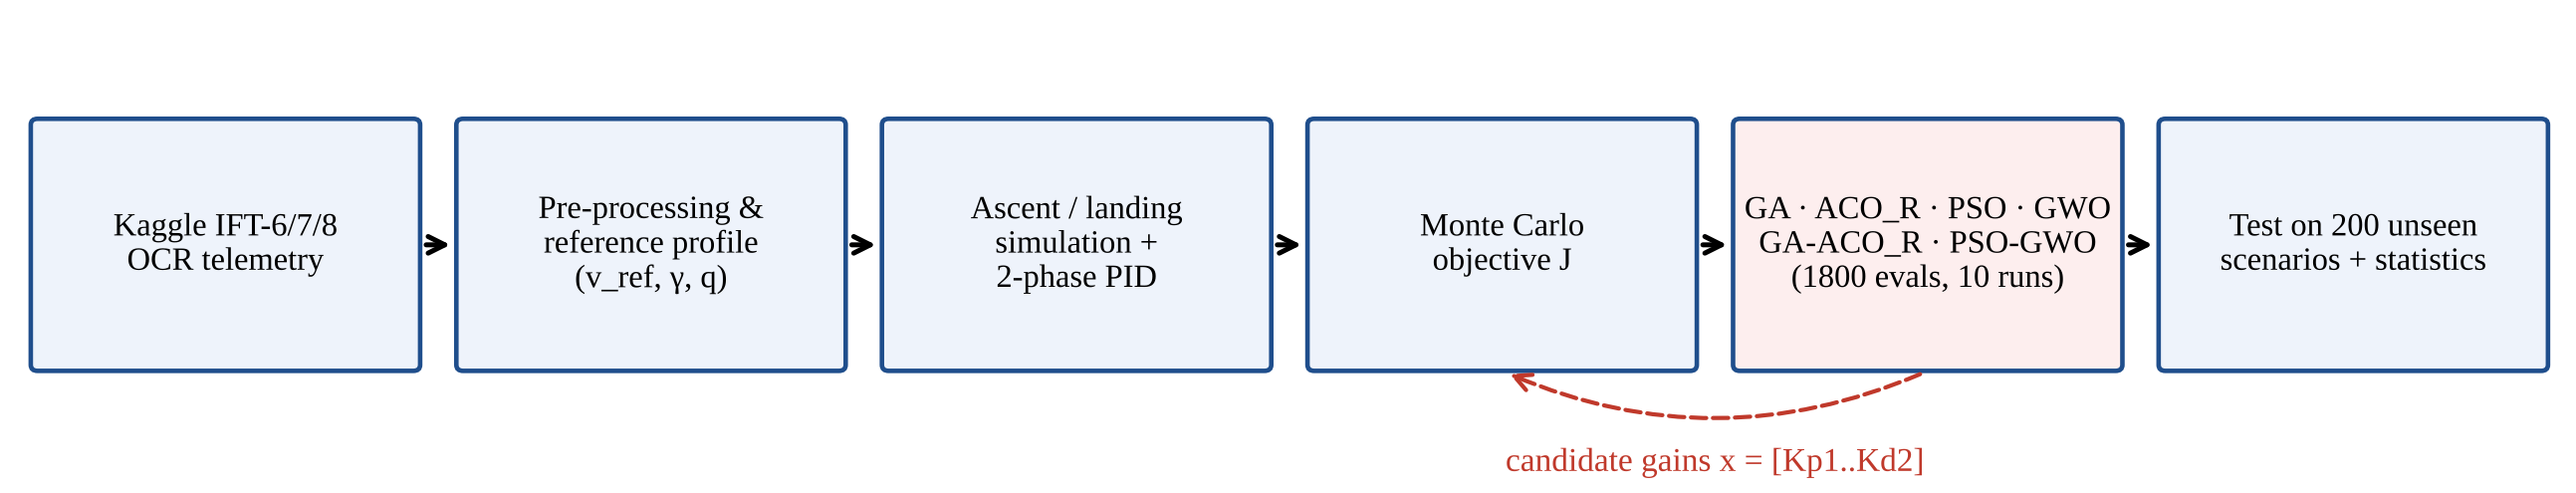 Kaggle IFT-6/7/8
OCR telemetry
Pre-processing &
reference profile
(v_ref, γ, q)
Ascent / landing
simulation +
2-phase PID
Monte Carlo
objective J
GA · ACO_R · PSO · GWO
GA-ACO_R · PSO-GWO
(1800 evals, 10 runs)
Test on 200 unseen
scenarios + statistics
candidate gains x = [Kp1..Kd2]